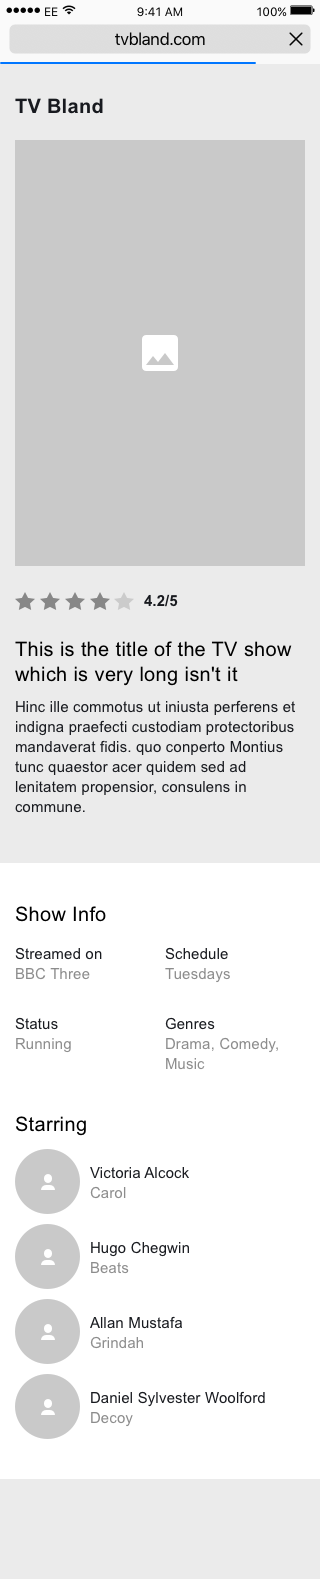 EE 9:41 AM 100%
tvbland.com
TV Bland
4.2/5
This is the title of the TV show
which is very long isn't it
Hinc ille commotus ut iniusta perferens et
indigna praefecti custodiam protectoribus
mandaverat fidis. quo conperto Montius
tunc quaestor acer quidem sed ad
lenitatem propensior, consulens in
commune.
Show Info
Streamed on
BBC Three
Schedule
Tuesdays
Status
Running
Genres
Drama, Comedy,
Music
Starring
Victoria Alcock
Carol
Hugo Chegwin
Beats
Allan Mustafa
Grindah
Daniel Sylvester Woolford
Decoy